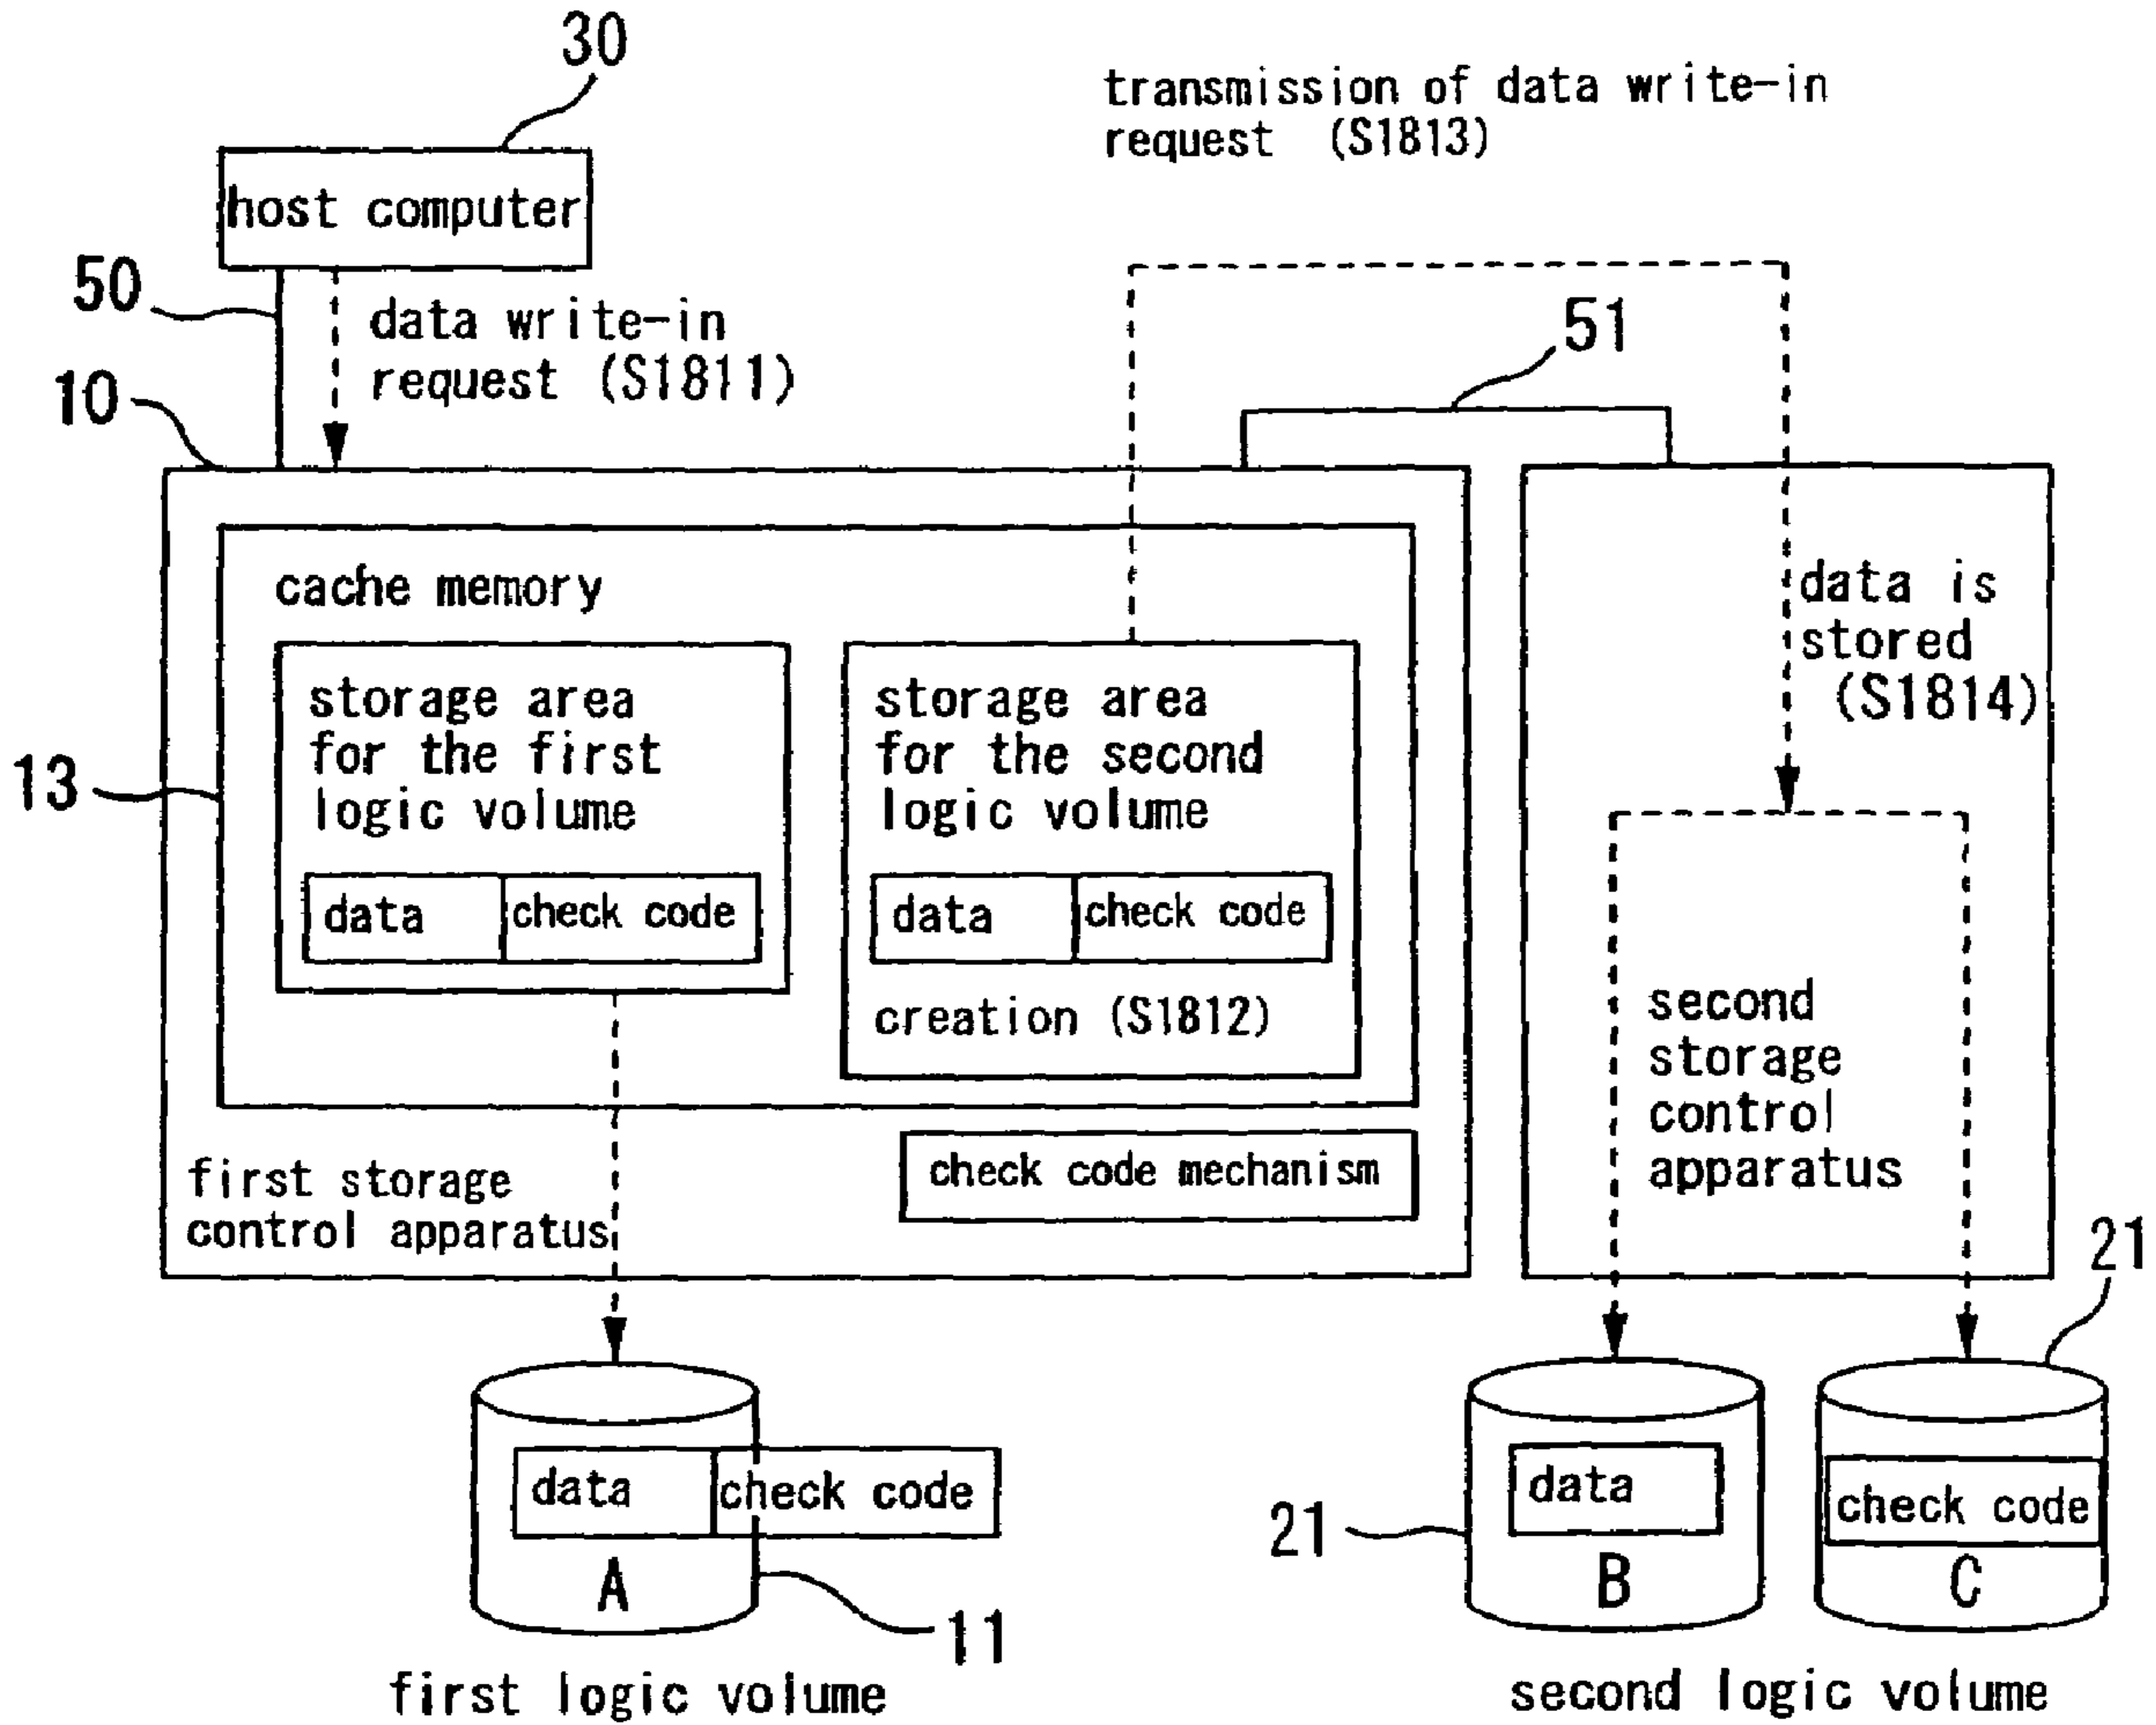 30
transmission of data write-in
request (S1813)
host computer
50
data write-in
request (S1811)
51
10
cache memory
data is
stored
(S1814)
storage area
for the first
logic volume
storage area
for the second
logic volume
13
data
check code
data
check code
creation (S1812)
second
storage
control
apparatus
check code mechanism
first storage
control apparatus
21
data
check code
A
11
data
B
21
check code
C
first logic volume
second logic volume